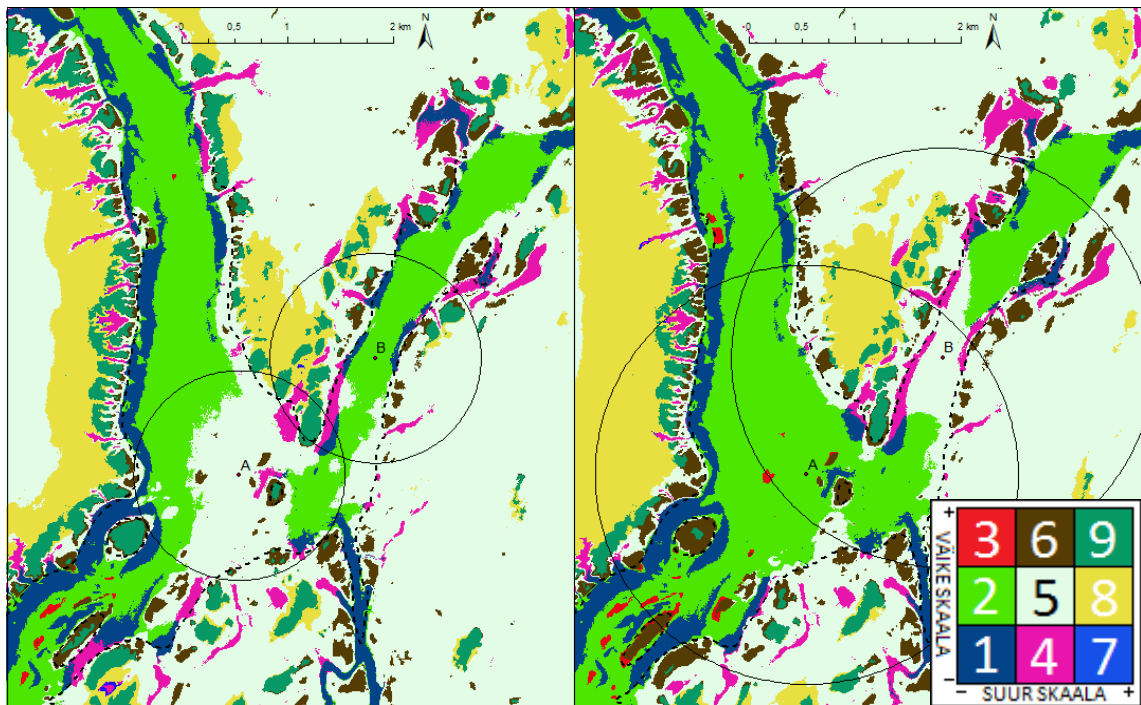 0 0,5 1 2 km
N
A
B
0 0,5 1 2 km
N
A
B
+
VÄIKE SKAALA
−
3 6 9
2 5 8
1 4 7
− SUUR SKAALA +